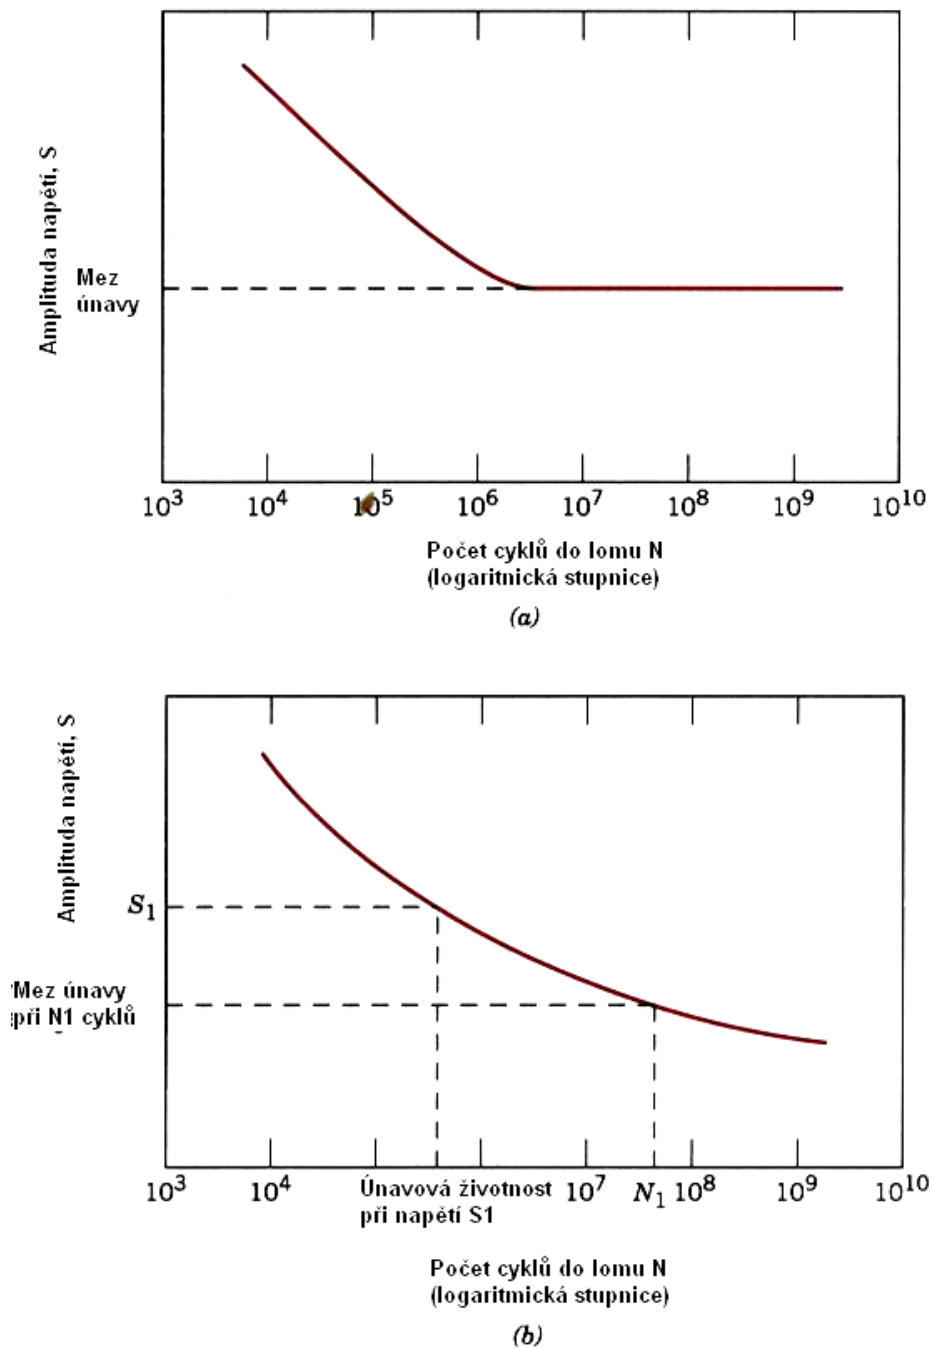 Amplituda napětí, S
Mez
únavy
10³ 10⁴ 10⁵ 10⁶ 10⁷ 10⁸ 10⁹ 10¹⁰
Počet cyklů do lomu N
(logaritnická stupnice)
(a)
Amplituda napětí, S
S₁
Mez únavy
při N1 cyklů
10³ 10⁴ Únavová životnost 10⁷ N₁ 10⁸ 10⁹ 10¹⁰
při napětí S1
Počet cyklů do lomu N
(logaritmická stupnice)
(b)